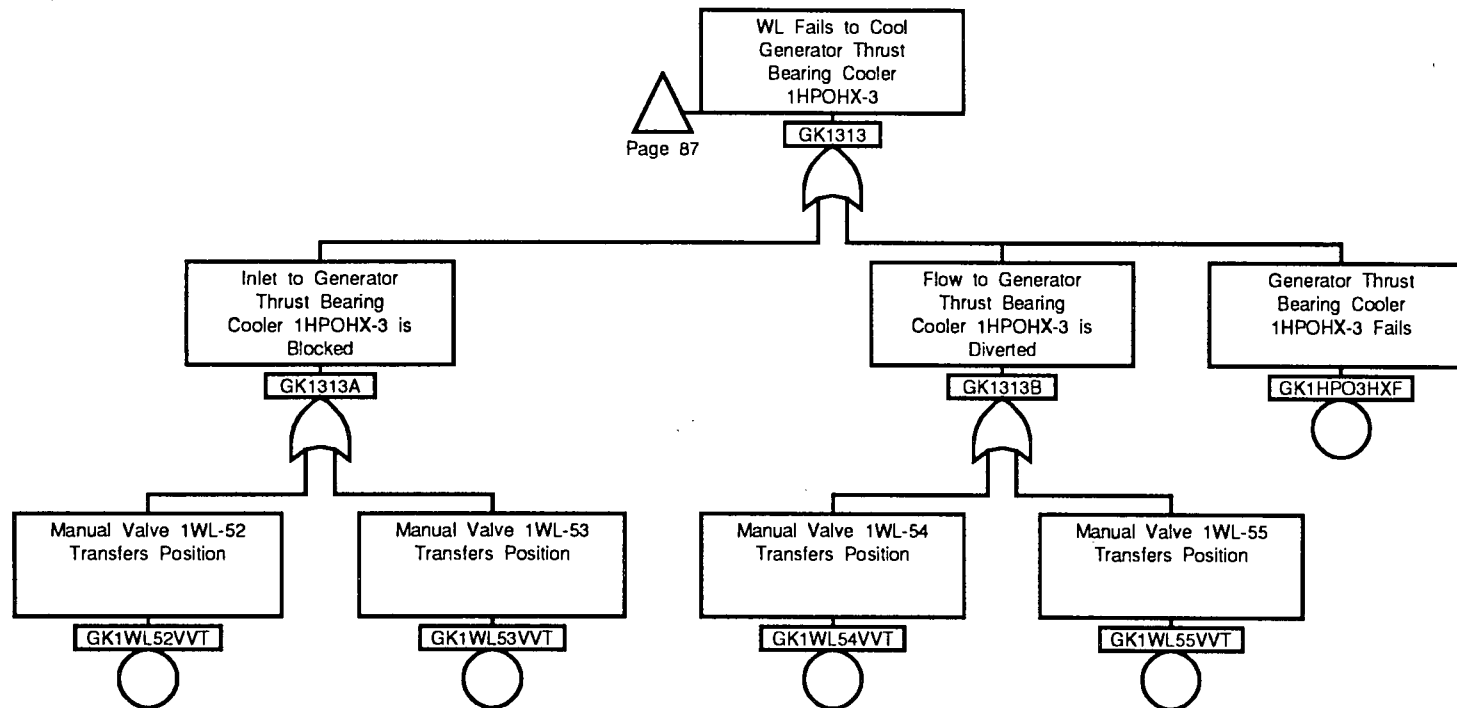 WL Fails to Cool
Generator Thrust
Bearing Cooler
1HPOHX-3
Page 87
GK1313
Inlet to Generator
Thrust Bearing
Cooler 1HPOHX-3 is
Blocked
GK1313A
Flow to Generator
Thrust Bearing
Cooler 1HPOHX-3 is
Diverted
GK1313B
Generator Thrust
Bearing Cooler
1HPOHX-3 Fails
GK1HPO3HXF
Manual Valve 1WL-52
Transfers Position
GK1WL52VVT
Manual Valve 1WL-53
Transfers Position
GK1WL53VVT
Manual Valve 1WL-54
Transfers Position
GK1WL54VVT
Manual Valve 1WL-55
Transfers Position
GK1WL55VVT